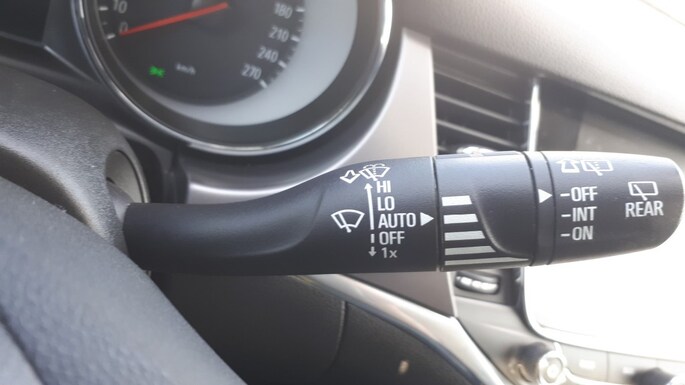 10
0
180
210
240
270
km/h
HI
LO
AUTO
OFF
1x
-OFF
-INT
-ON
REAR